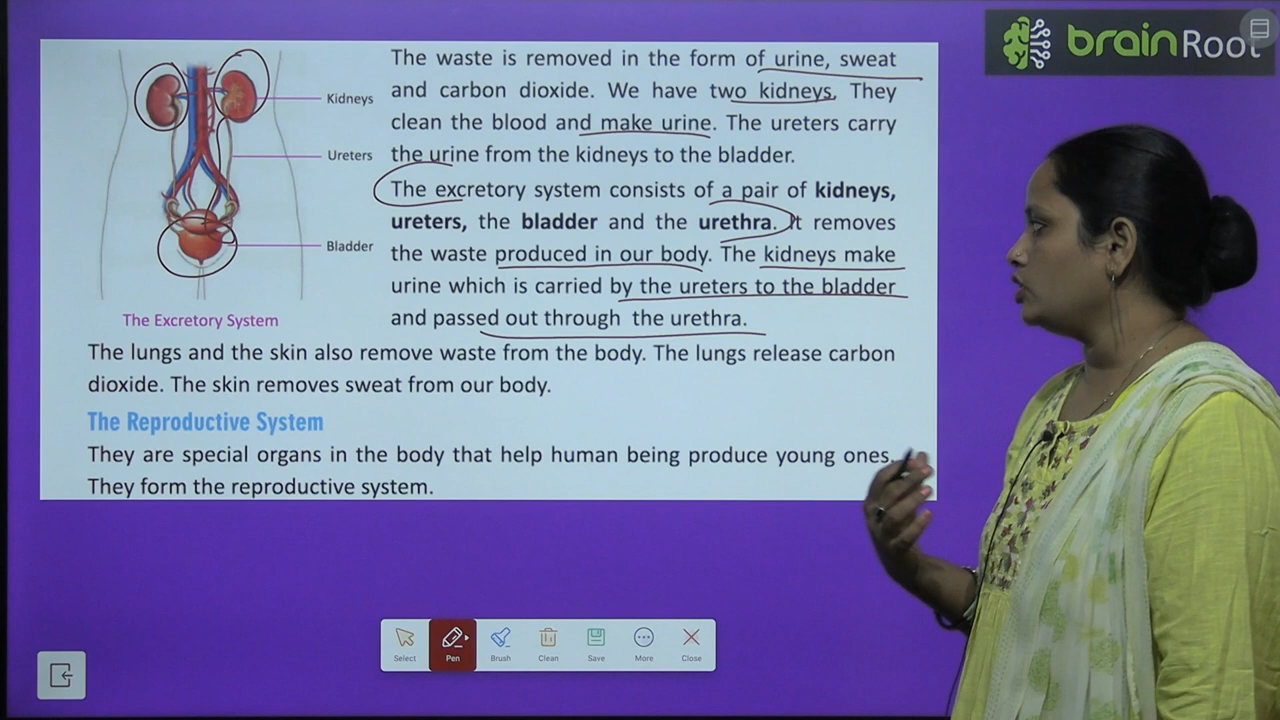 brainRoot
The waste is removed in the form of urine, sweat
and carbon dioxide. We have two kidneys. They
clean the blood and make urine. The ureters carry
the urine from the kidneys to the bladder.
The excretory system consists of a pair of kidneys,
ureters, the bladder and the urethra. It removes
the waste produced in our body. The kidneys make
urine which is carried by the ureters to the bladder
and passed out through the urethra.
Kidneys
Ureters
Bladder
The Excretory System
The lungs and the skin also remove waste from the body. The lungs release carbon
dioxide. The skin removes sweat from our body.
The Reproductive System
They are special organs in the body that help human being produce young ones.
They form the reproductive system.
Select Pen Brush Clean Save More Close